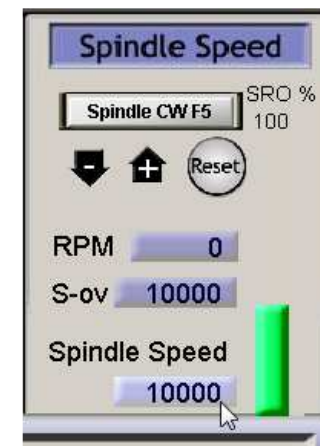 Spindle Speed
Spindle CW F5
SRO %
100
-
+
Reset
RPM 0
S-ov 10000
Spindle Speed
10000